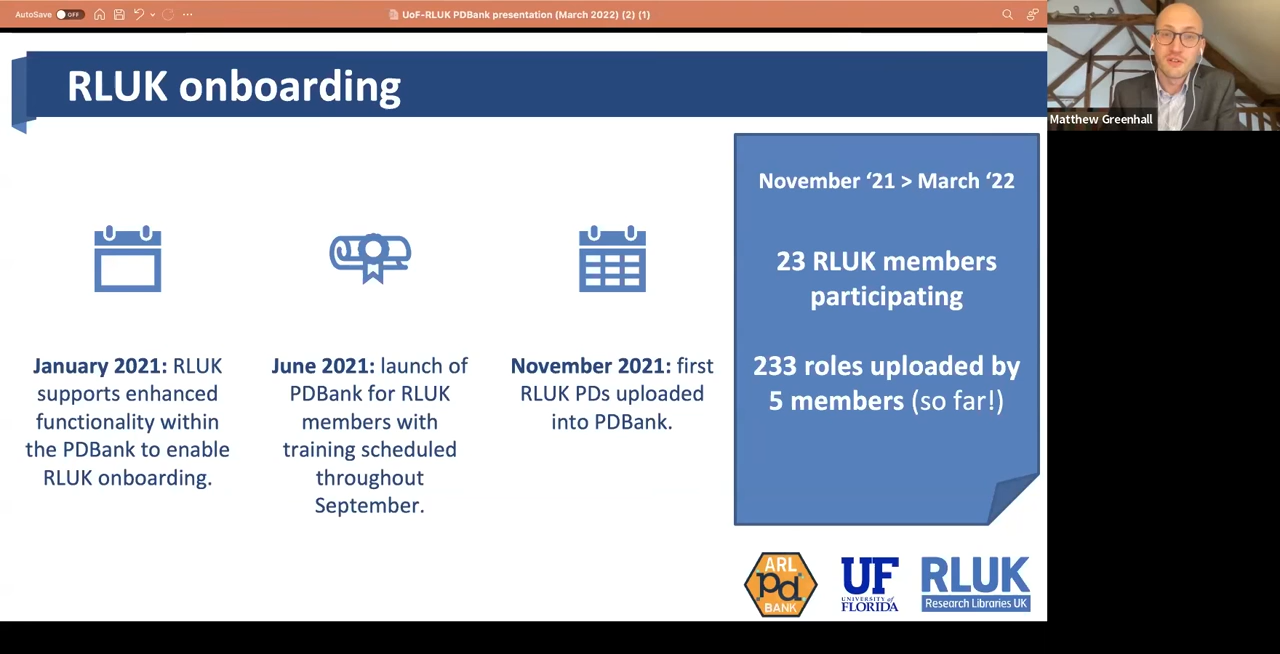 AutoSave OFF
UoF-RLUK PDBank presentation (March 2022) (2) (1)
Matthew Greenhall
RLUK onboarding
January 2021: RLUK
supports enhanced
functionality within
the PDBank to enable
RLUK onboarding.
June 2021: launch of
PDBank for RLUK
members with
training scheduled
throughout
September.
November 2021: first
RLUK PDs uploaded
into PDBank.
November ‘21 > March ‘22
23 RLUK members
participating
233 roles uploaded by
5 members (so far!)
ARL
pd
BANK
UF
UNIVERSITY of
FLORIDA
RLUK
Research Libraries UK